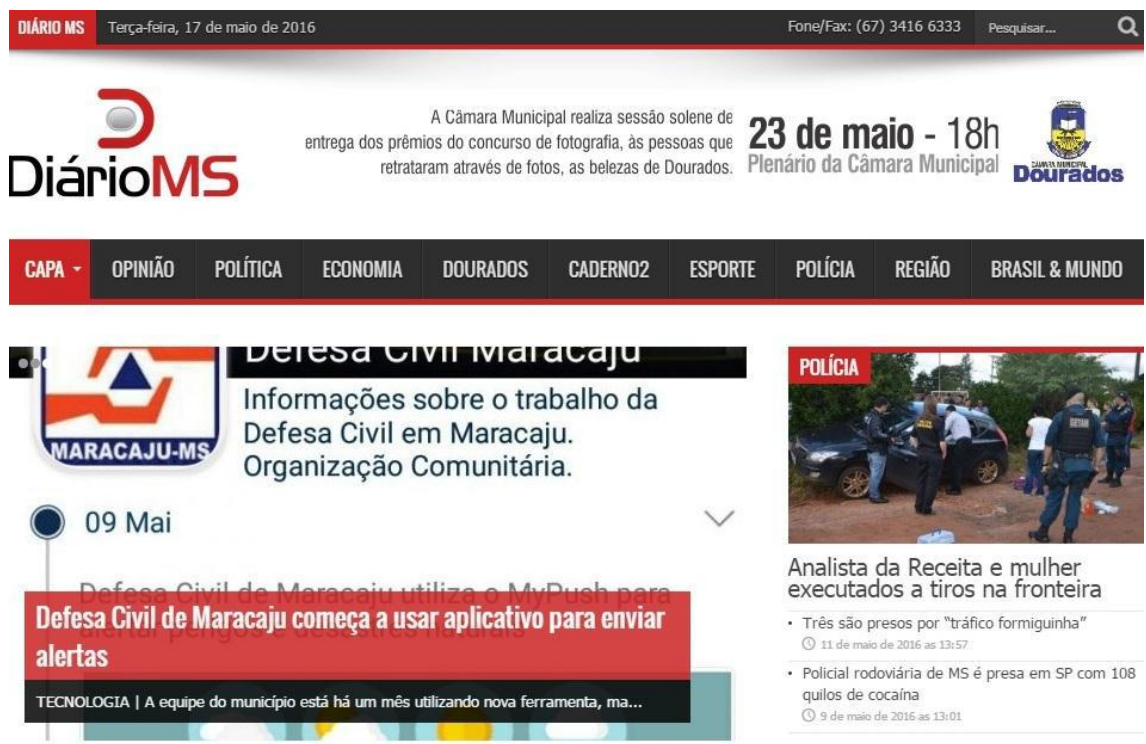 DIÁRIO MS
Terça-feira, 17 de maio de 2016
Fone/Fax: (67) 3416 6333
Pesquisar...
DiárioMS
A Câmara Municipal realiza sessão solene de
entrega dos prêmios do concurso de fotografia, às pessoas que
retrataram através de fotos, as belezas de Dourados.
23 de maio - 18h
Plenário da Câmara Municipal
CÂMARA MUNICIPAL
Dourados
CAPA
OPINIÃO
POLÍTICA
ECONOMIA
DOURADOS
CADERNO2
ESPORTE
POLÍCIA
REGIÃO
BRASIL & MUNDO
Defesa Civil Maracaju
MARACAJU-MS
Informações sobre o trabalho da
Defesa Civil em Maracaju.
Organização Comunitária.
09 Mai
Defesa Civil de Maracaju utiliza o MyPush para
alertar perigos e desastres naturais
Defesa Civil de Maracaju começa a usar aplicativo para enviar
alertas
TECNOLOGIA | A equipe do município está há um mês utilizando nova ferramenta, ma...
POLÍCIA
GETAM
Analista da Receita e mulher
executados a tiros na fronteira
Três são presos por “tráfico formiguinha”
11 de maio de 2016 as 13:57
Policial rodoviária de MS é presa em SP com 108
quilos de cocaína
9 de maio de 2016 as 13:01